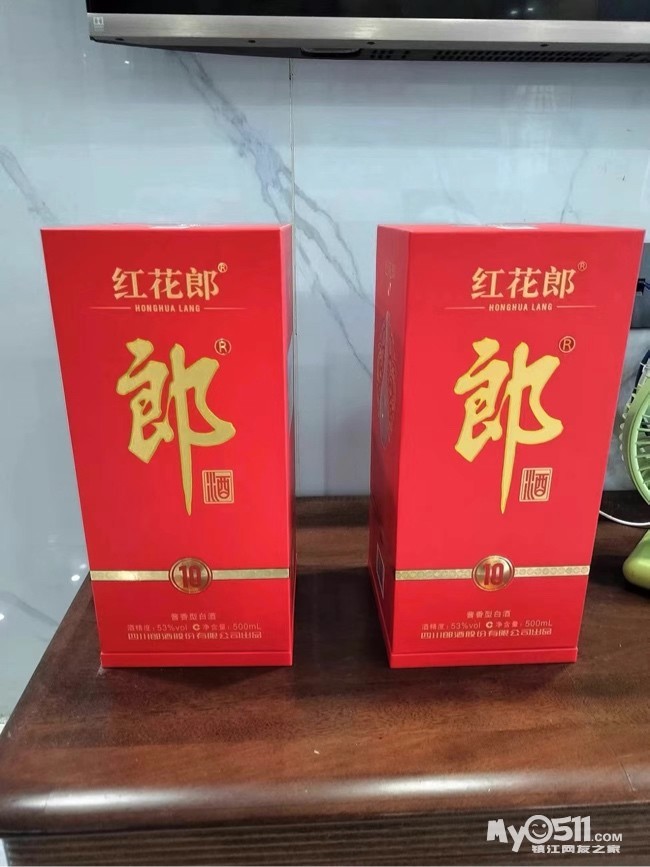 红花郎®
HONGHUA LANG
郎®
酒
10
酱香型白酒
酒精度：53%vol C净含量：500mL
四川郎酒股份有限公司出品
红花郎®
HONGHUA LANG
郎®
酒
10
酱香型白酒
酒精度：53%vol C净含量：500mL
四川郎酒股份有限公司出品
My0511.COM
镇江网友之家